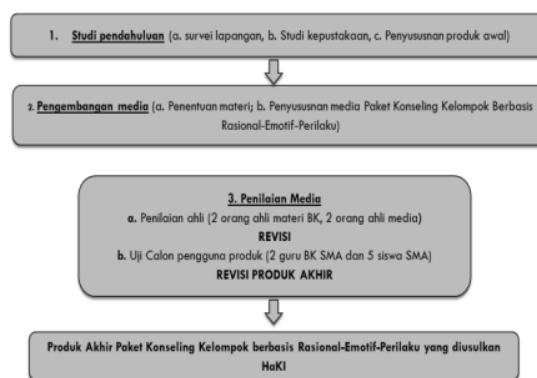 1. Studi pendahuluan (a. survei lapangan, b. Studi kepustakaan, c. Penyususnan produk awal)
2. Pengembangan media (a. Penentuan materi; b. Penyususnan media Paket Konseling Kelompok Berbasis
Rasional-Emotif-Perilaku)
3. Penilaian Media
a. Penilaian ahli (2 orang ahli materi BK, 2 orang ahli media)
REVISI
b. Uji Calon pengguna produk (2 guru BK SMA dan 5 siswa SMA)
REVISI PRODUK AKHIR
Produk Akhir Paket Konseling Kelompok berbasis Rasional-Emotif-Perilaku yang diusulkan
HaKI